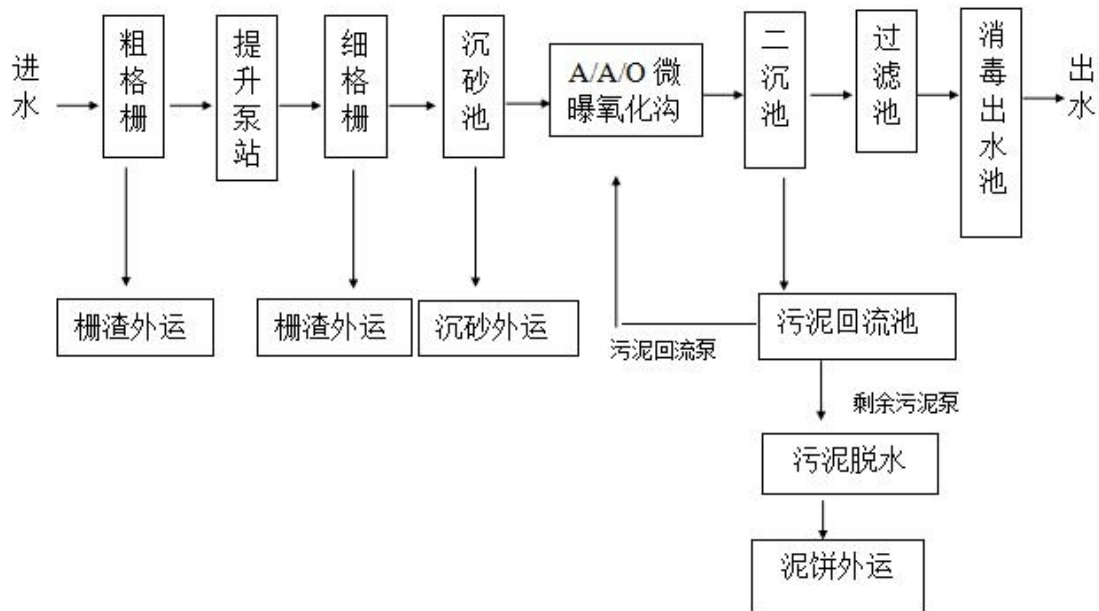 进水
粗格栅
提升泵站
细格栅
沉砂池
A/A/O 微
曝氧化沟
二沉池
过滤池
消毒出水池
出水
栅渣外运
栅渣外运
沉砂外运
污泥回流泵
污泥回流池
剩余污泥泵
污泥脱水
泥饼外运